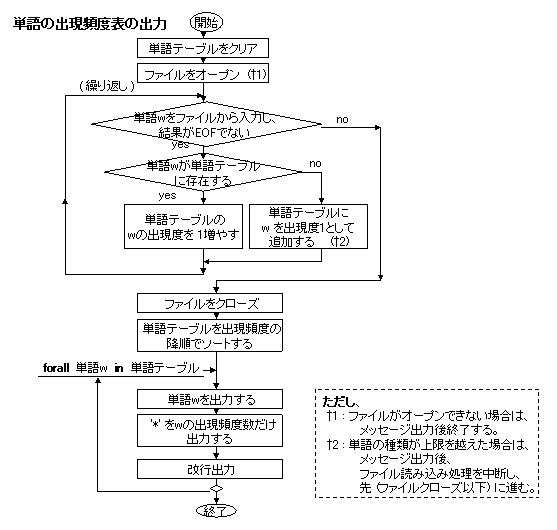 単語の出現頻度表の出力
開始
単語テーブルをクリア
ファイルをオープン (†1)
(繰り返し)
単語wをファイルから入力し、
結果がEOFでない
no
yes
単語wが単語テーブル
に存在する
no
yes
単語テーブルの
wの出現度を1増やす
単語テーブルに
w を出現度1として
追加する (†2)
ファイルをクローズ
単語テーブルを出現頻度の
降順でソートする
forall 単語w in 単語テーブル
単語wを出力する
'*' をwの出現頻度数だけ
出力する
改行出力
終了
ただし、
†1：ファイルがオープンできない場合は、
メッセージ出力後終了する。
†2：単語の種類が上限を越えた場合は、
メッセージ出力後、
ファイル読み込み処理を中断し、
先 (ファイルクローズ以下) に進む。